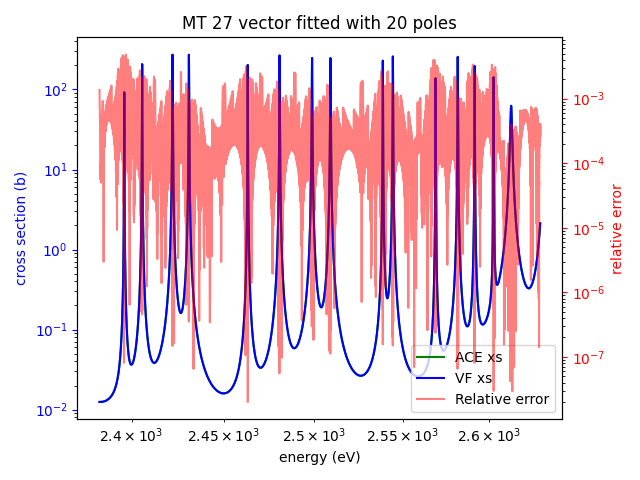 MT 27 vector fitted with 20 poles
cross section (b)
10²
10¹
10⁰
10⁻¹
10⁻²
10⁻³
10⁻⁴
10⁻⁵
10⁻⁶
10⁻⁷
relative error
ACE xs
VF xs
Relative error
2.4 × 10³ 2.45 × 10³ 2.5 × 10³ 2.55 × 10³ 2.6 × 10³
energy (eV)